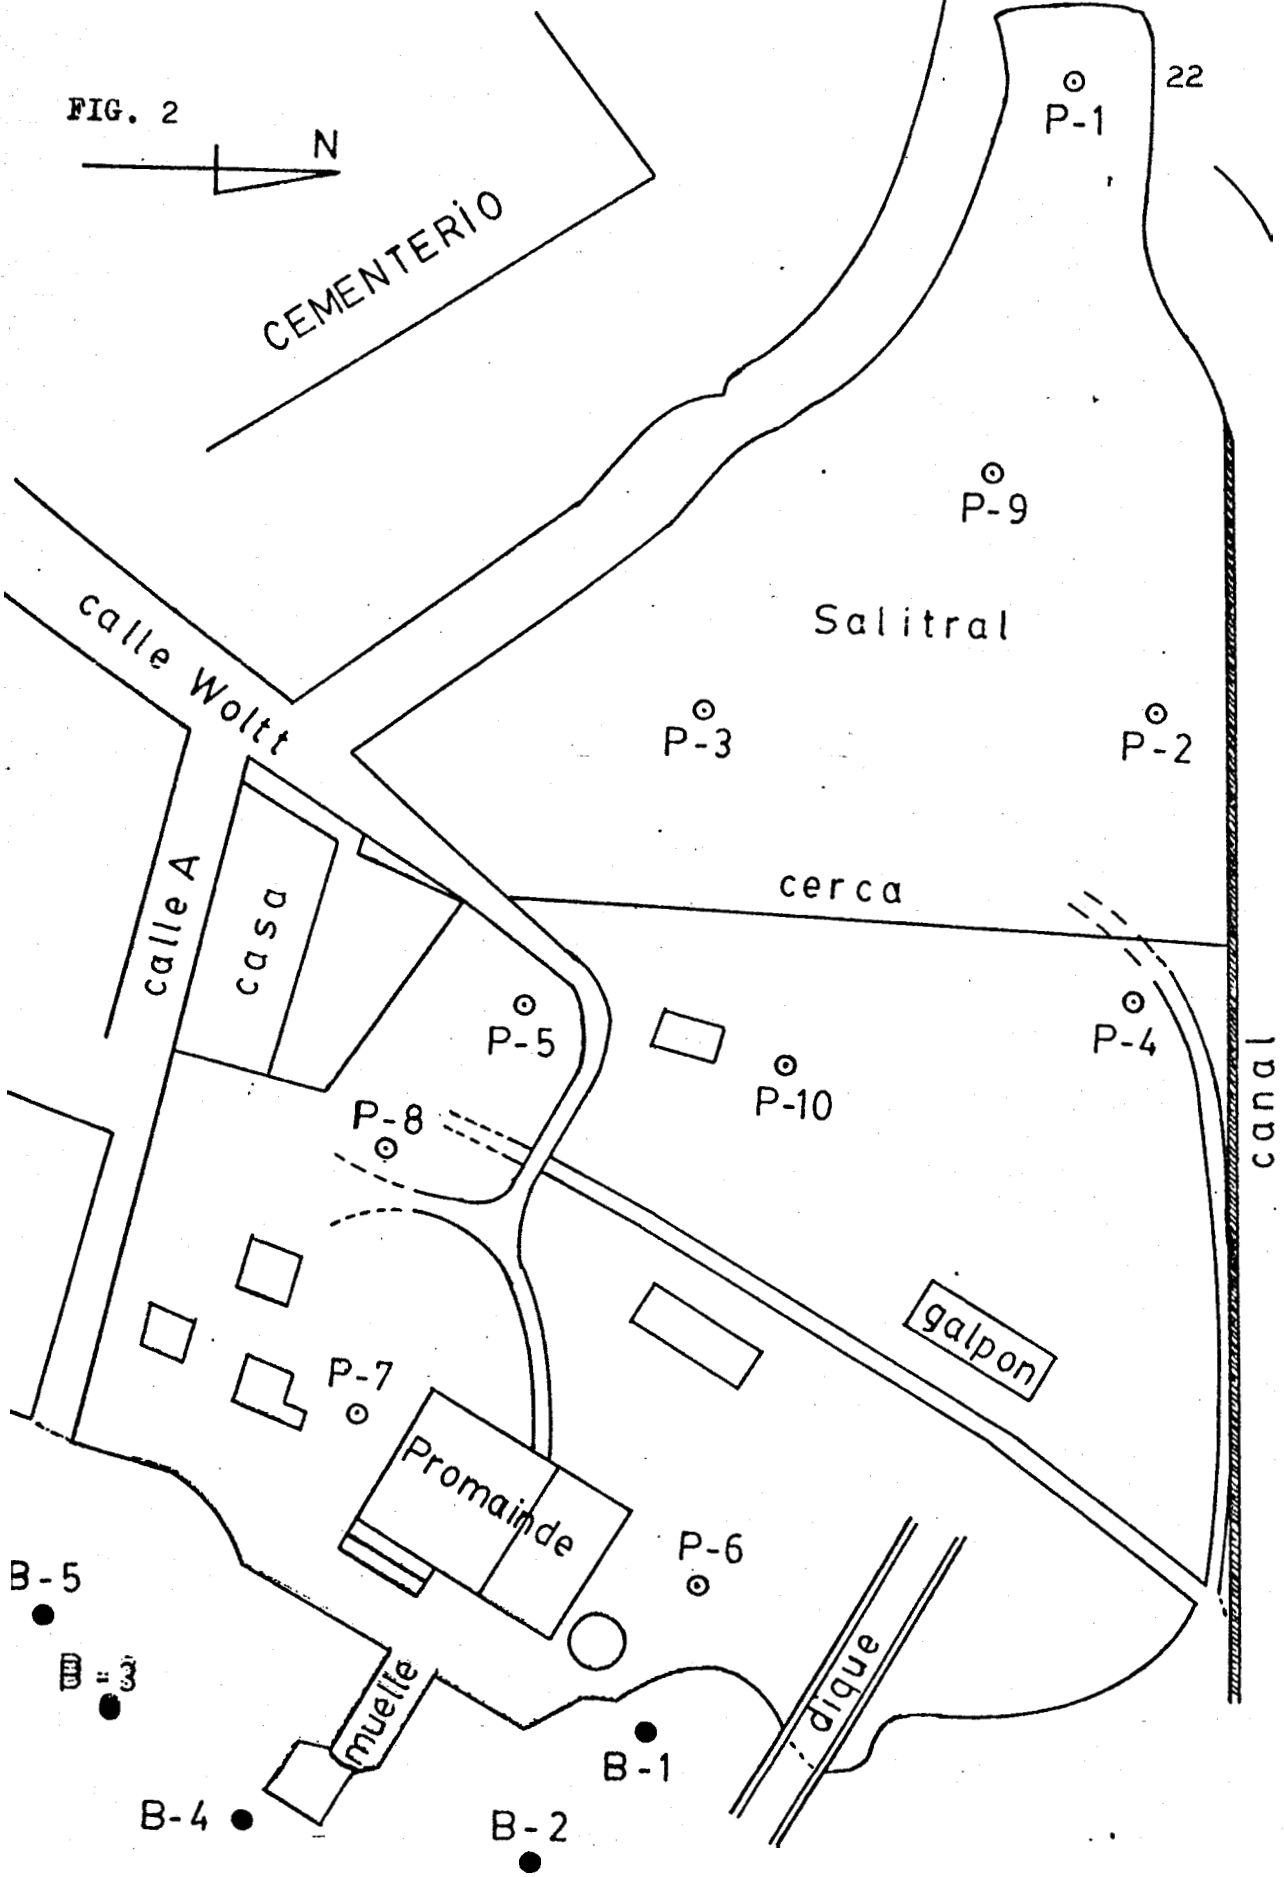 22
P-1
FIG. 2
N
CEMENTERIO
P-9
Salitral
calle Woltt
P-3
P-2
cerca
calle A
casa
P-5
P-4
P-10
canal
P-8
galpon
P-7
Promainde
P-6
B-5
B-3
dique
muelle
B-1
B-4
B-2